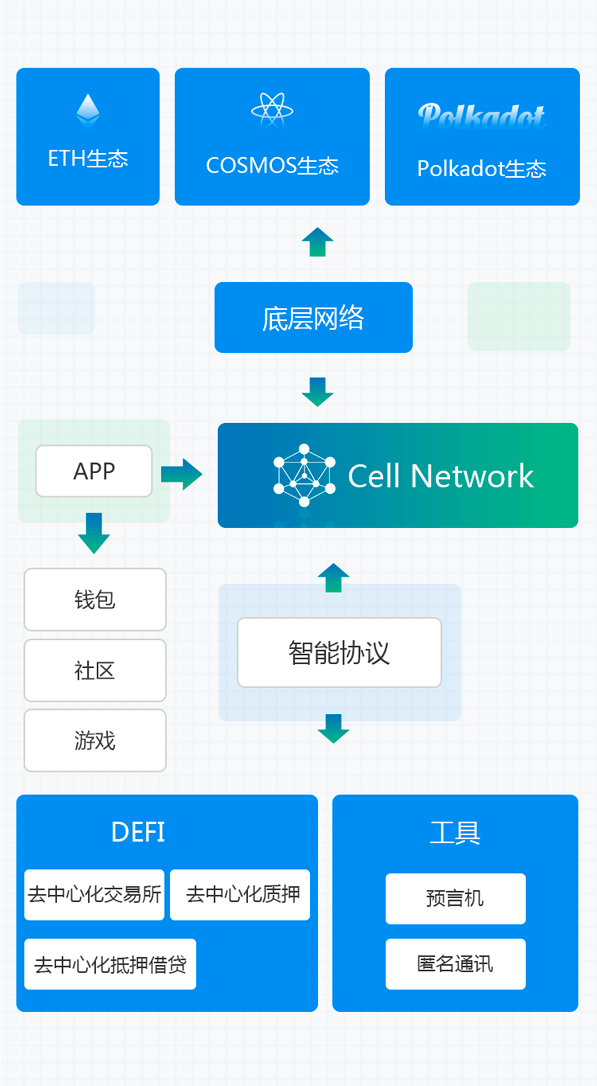 ETH生态
COSMOS生态
Polkadot
Polkadot生态
底层网络
APP
Cell Network
钱包
社区
游戏
智能协议
DEFI
去中心化交易所
去中心化质押
去中心化抵押借贷
工具
预言机
匿名通讯